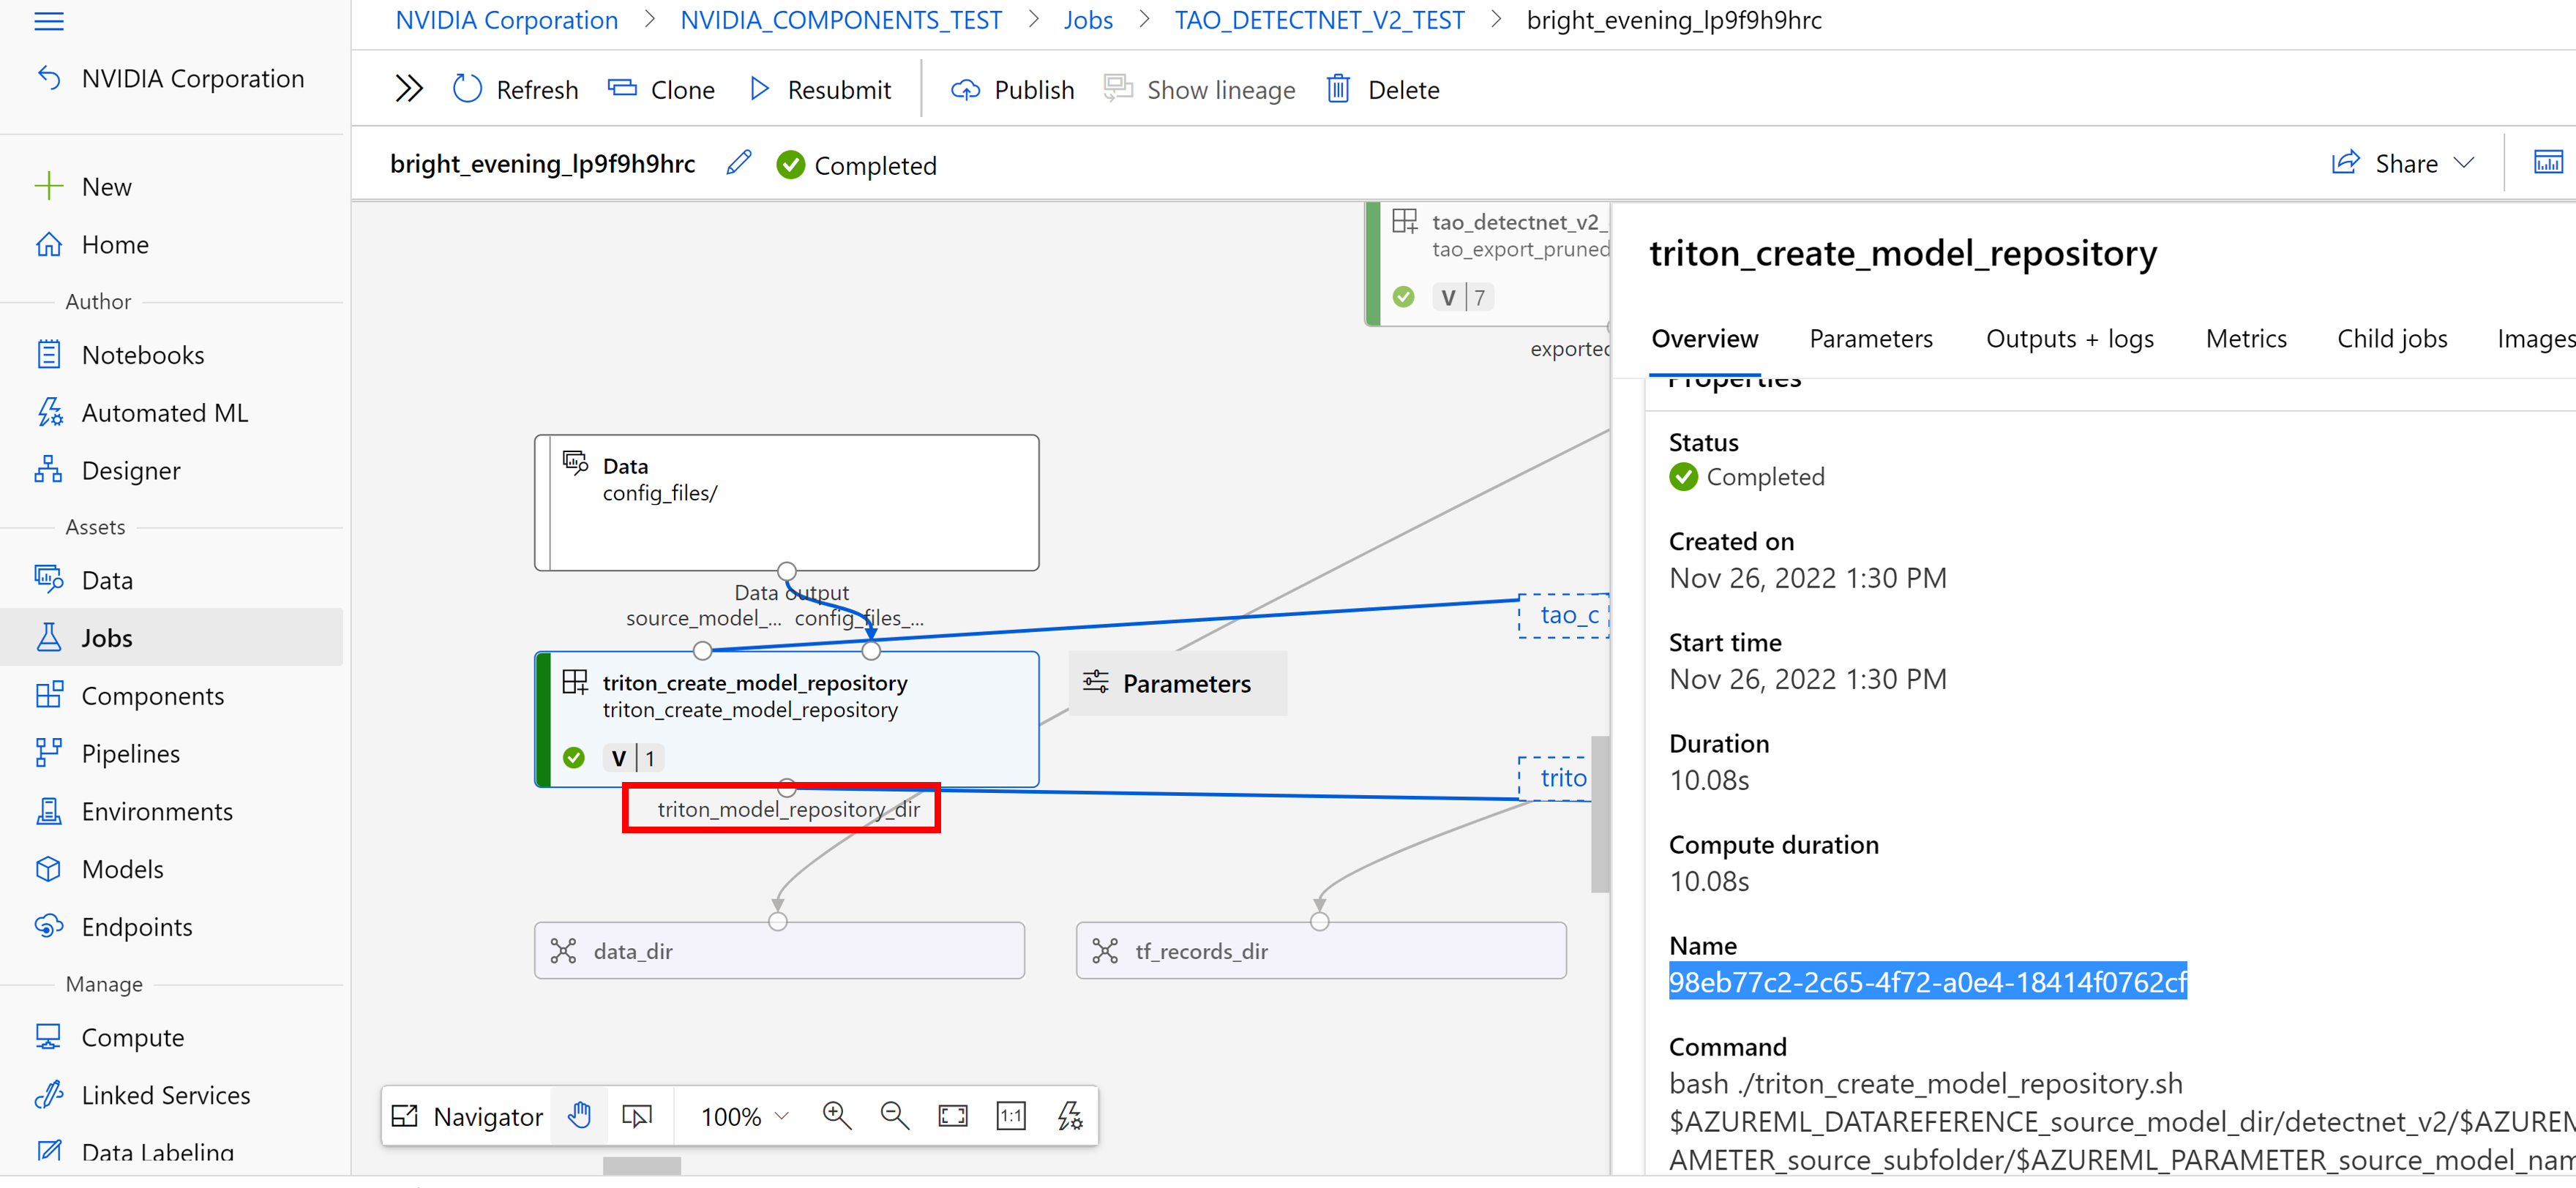 NVIDIA Corporation > NVIDIA_COMPONENTS_TEST > Jobs > TAO_DETECTNET_V2_TEST > bright_evening_lp9f9h9hrc
NVIDIA Corporation
Refresh Clone Resubmit Publish Show lineage Delete
bright_evening_lp9f9h9hrc Completed
Share
New
Home
Author
Notebooks
Automated ML
Designer
Assets
Data
Jobs
Components
Pipelines
Environments
Models
Endpoints
Manage
Compute
Linked Services
Data Labeling
tao_detectnet_v2_
tao_export_pruned
V 7
exported
Data
config_files/
Data output
source_model_... config_files_...
tao_c
triton_create_model_repository
triton_create_model_repository
V 1
Parameters
trito
triton_model_repository_dir
data_dir
tf_records_dir
Navigator 100% 1:1
triton_create_model_repository
Overview Parameters Outputs + logs Metrics Child jobs Images
Properties
Status
Completed
Created on
Nov 26, 2022 1:30 PM
Start time
Nov 26, 2022 1:30 PM
Duration
10.08s
Compute duration
10.08s
Name
98eb77c2-2c65-4f72-a0e4-18414f0762cf
Command
bash ./triton_create_model_repository.sh
$AZUREML_DATAREFERENCE_source_model_dir/detectnet_v2/$AZUREM
AMETER_source_subfolder/$AZUREML_PARAMETER_source_model_nam